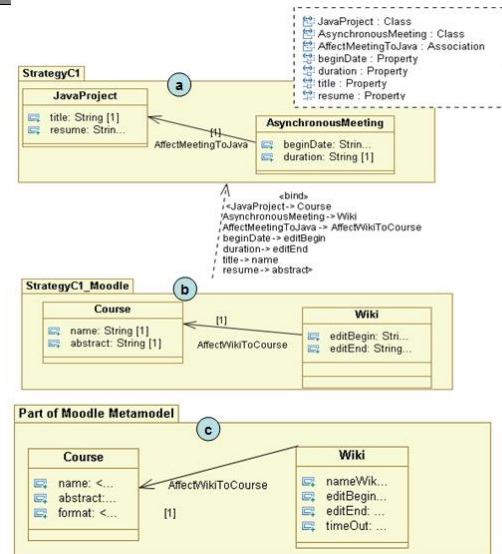 JavaProject : Class
AsynchronousMeeting : Class
AffectMeetingToJava : Association
beginDate : Property
duration : Property
title : Property
resume : Property
StrategyC1
a
JavaProject
title: String [1]
resume: Strin...
[1]
AffectMeetingToJava
AsynchronousMeeting
beginDate: Strin...
duration: String [1]
«bind»
<JavaProject-> Course
AsynchronousMeeting-> Wiki
AffectMeetingToJava -> AffectWikiToCourse
beginDate-> editBegin
duration-> editEnd
title-> name
resume-> abstract>
StrategyC1_Moodle
b
Course
name: String [1]
abstract: String [1]
[1]
AffectWikiToCourse
Wiki
editBegin: Stri...
editEnd: String...
Part of Moodle Metamodel
c
Course
name: <...
abstract:...
format: <...
AffectWikiToCourse
[1]
Wiki
nameWik...
editBegin...
editEnd: ...
timeOut: ...